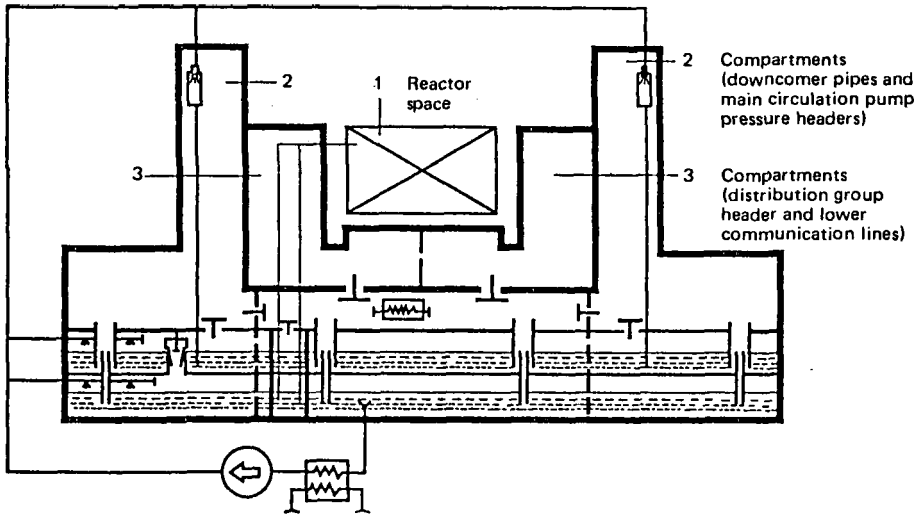 2
1 Reactor
space
2 Compartments
(downcomer pipes and
main circulation pump
pressure headers)
3
3 Compartments
(distribution group
header and lower
communication lines)